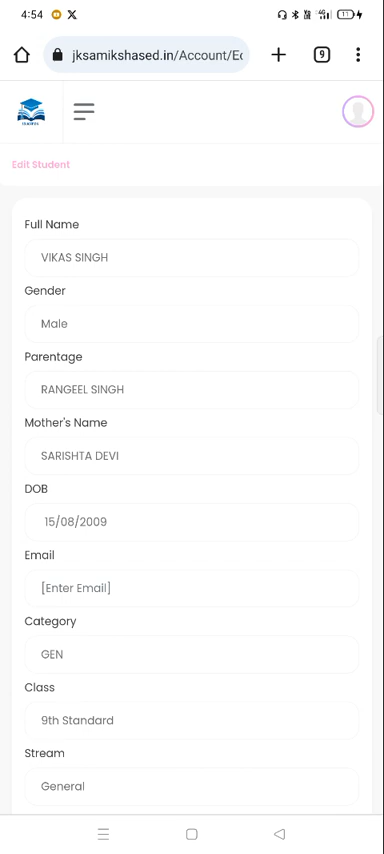 4:54
11
jksamikshased.in/Account/Ec
9
Edit Student
Full Name
VIKAS SINGH
Gender
Male
Parentage
RANGEEL SINGH
Mother's Name
SARISHTA DEVI
DOB
15/08/2009
Email
[Enter Email]
Category
GEN
Class
9th Standard
Stream
General